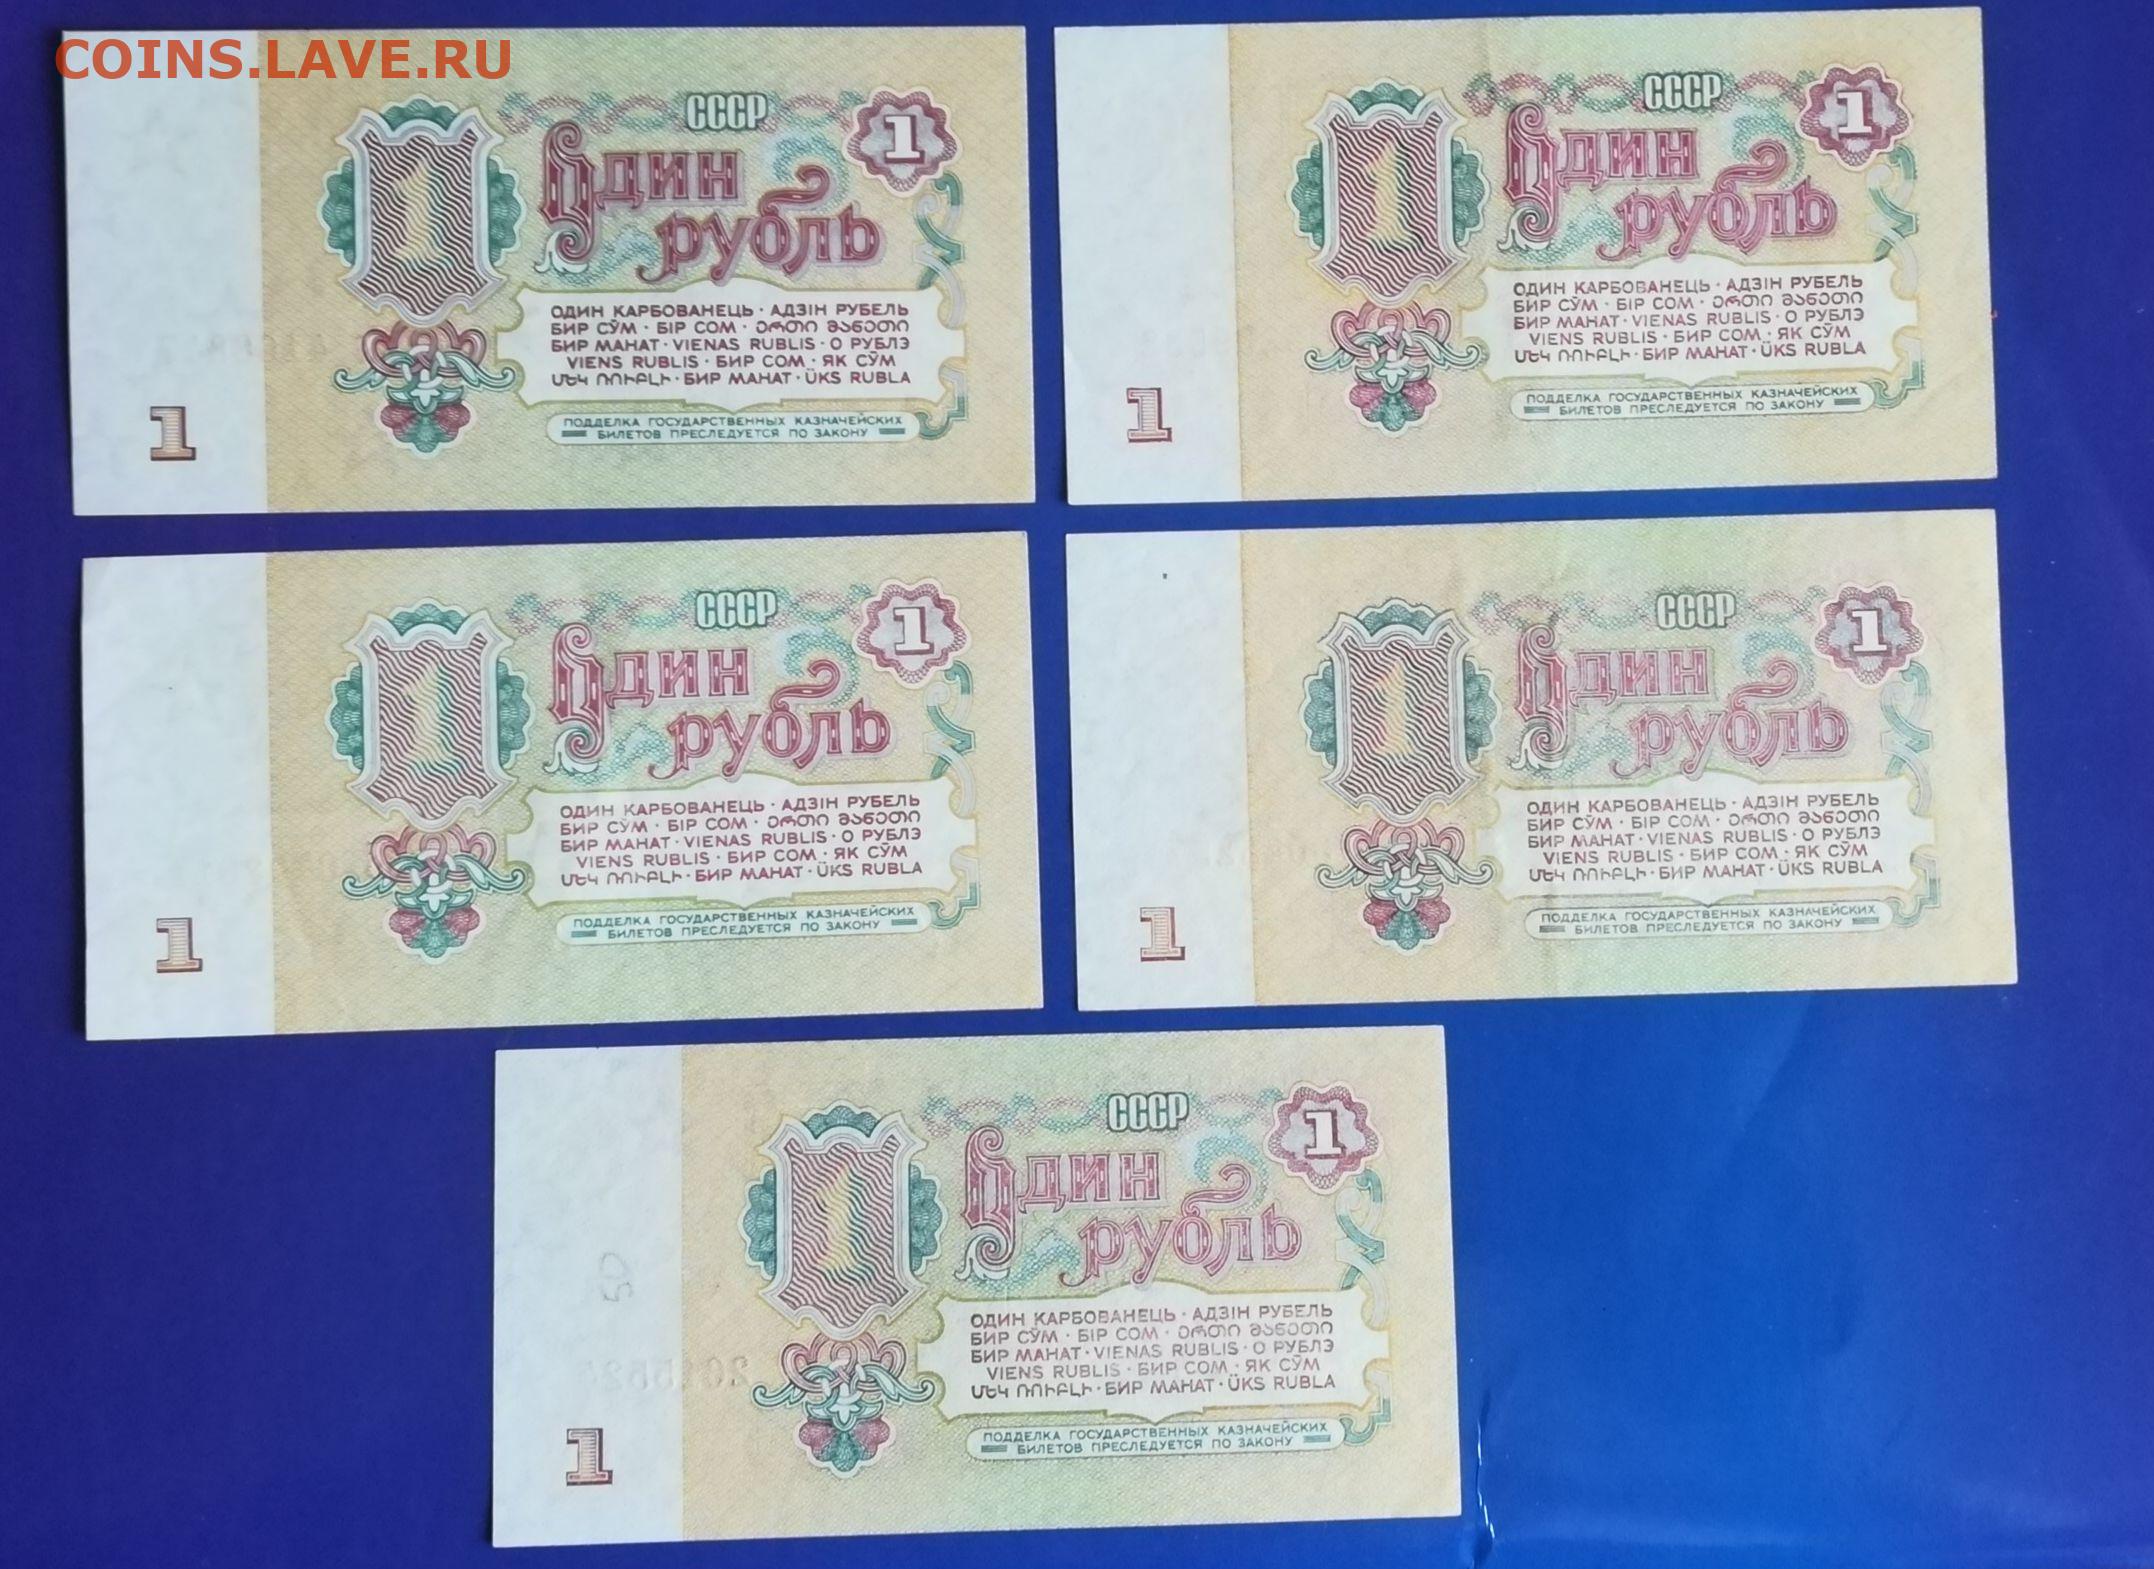 COINS.LAVE.RU
СССР
1
1
Один
рубль
ОДИН КАРБОВАНЕЦЬ · АДЗІН РУБЕЛЬ
БИР СЎМ · БІР СОМ · ᲔᲠᲗᲘ ᲛᲐᲜᲔᲗᲘ
БИР МАНАТ · VIENAS RUBLIS · О РУБЛЭ
VIENS RUBLIS · БИР СОМ · ЯК СӮМ
ՄԵԿ ՌՈՒԲԼԻ · БИР МАНАТ · ÜKS RUBLA
ПОДДЕЛКА ГОСУДАРСТВЕННЫХ КАЗНАЧЕЙСКИХ
БИЛЕТОВ ПРЕСЛЕДУЕТСЯ ПО ЗАКОНУ
1
СССР
1
1
Один
рубль
ОДИН КАРБОВАНЕЦЬ · АДЗІН РУБЕЛЬ
БИР СЎМ · БІР СОМ · ᲔᲠᲗᲘ ᲛᲐᲜᲔᲗᲘ
БИР МАНАТ · VIENAS RUBLIS · О РУБЛЭ
VIENS RUBLIS · БИР СОМ · ЯК СӮМ
ՄԵԿ ՌՈՒԲԼԻ · БИР МАНАТ · ÜKS RUBLA
ПОДДЕЛКА ГОСУДАРСТВЕННЫХ КАЗНАЧЕЙСКИХ
БИЛЕТОВ ПРЕСЛЕДУЕТСЯ ПО ЗАКОНУ
1
СССР
1
1
Один
рубль
ОДИН КАРБОВАНЕЦЬ · АДЗІН РУБЕЛЬ
БИР СЎМ · БІР СОМ · ᲔᲠᲗᲘ ᲛᲐᲜᲔᲗᲘ
БИР МАНАТ · VIENAS RUBLIS · О РУБЛЭ
VIENS RUBLIS · БИР СОМ · ЯК СӮМ
ՄԵԿ ՌՈՒԲԼԻ · БИР МАНАТ · ÜKS RUBLA
ПОДДЕЛКА ГОСУДАРСТВЕННЫХ КАЗНАЧЕЙСКИХ
БИЛЕТОВ ПРЕСЛЕДУЕТСЯ ПО ЗАКОНУ
1
СССР
1
1
Один
рубль
ОДИН КАРБОВАНЕЦЬ · АДЗІН РУБЕЛЬ
БИР СЎМ · БІР СОМ · ᲔᲠᲗᲘ ᲛᲐᲜᲔᲗᲘ
БИР МАНАТ · VIENAS RUBLIS · О РУБЛЭ
VIENS RUBLIS · БИР СОМ · ЯК СӮМ
ՄԵԿ ՌՈՒԲԼԻ · БИР МАНАТ · ÜKS RUBLA
ПОДДЕЛКА ГОСУДАРСТВЕННЫХ КАЗНАЧЕЙСКИХ
БИЛЕТОВ ПРЕСЛЕДУЕТСЯ ПО ЗАКОНУ
1
СССР
1
1
Один
рубль
ОДИН КАРБОВАНЕЦЬ · АДЗІН РУБЕЛЬ
БИР СЎМ · БІР СОМ · ᲔᲠᲗᲘ ᲛᲐᲜᲔᲗᲘ
БИР МАНАТ · VIENAS RUBLIS · О РУБЛЭ
VIENS RUBLIS · БИР СОМ · ЯК СӮМ
ՄԵԿ ՌՈՒԲԼԻ · БИР МАНАТ · ÜKS RUBLA
ПОДДЕЛКА ГОСУДАРСТВЕННЫХ КАЗНАЧЕЙСКИХ
БИЛЕТОВ ПРЕСЛЕДУЕТСЯ ПО ЗАКОНУ
1